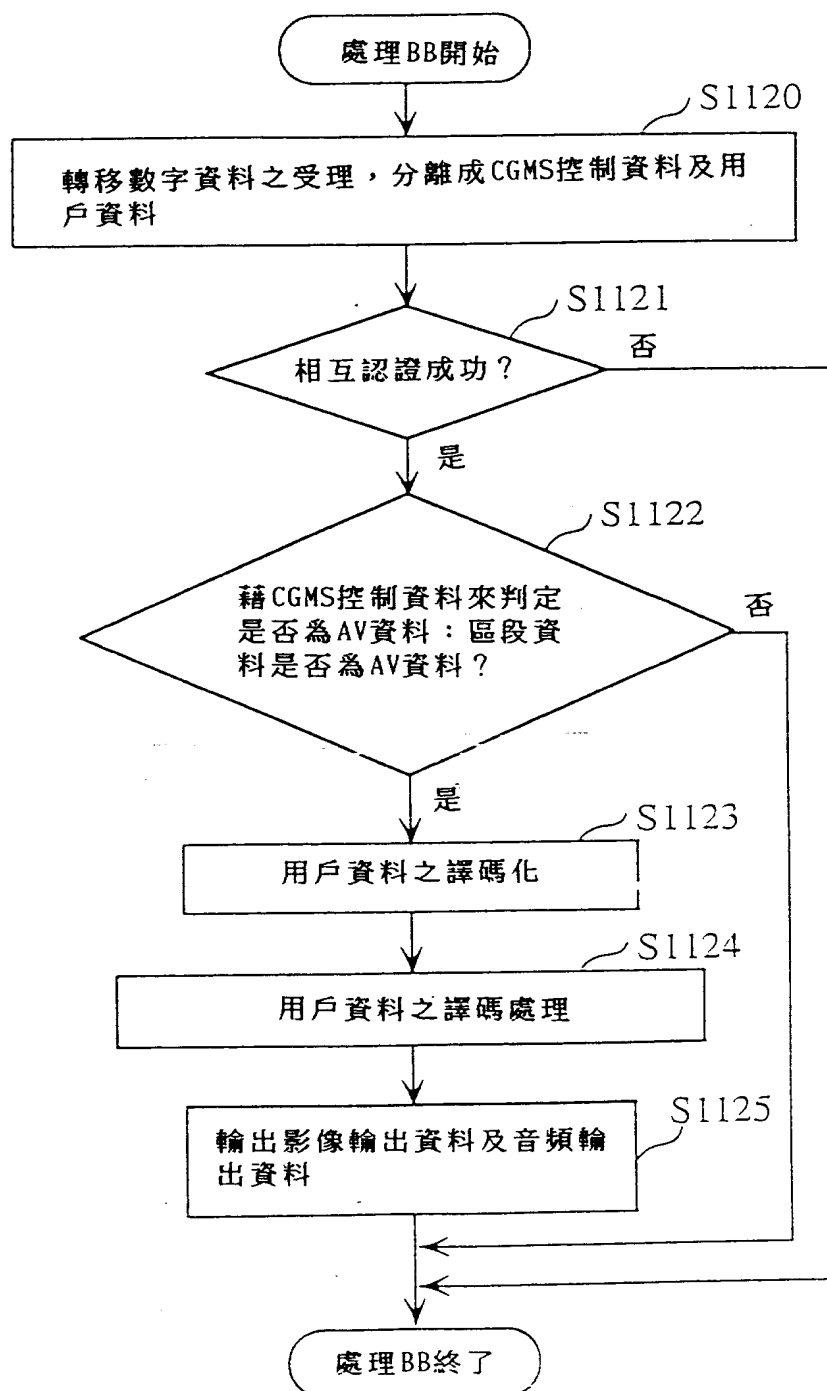 處理BB開始
S1120
轉移數字資料之受理，分離成CGMS控制資料及用
戶資料
S1121
相互認證成功？
否
是
S1122
藉CGMS控制資料來判定
是否為AV資料：區段資
料是否為AV資料？
否
是
S1123
用戶資料之譯碼化
S1124
用戶資料之譯碼處理
S1125
輸出影像輸出資料及音頻輸
出資料
處理BB終了